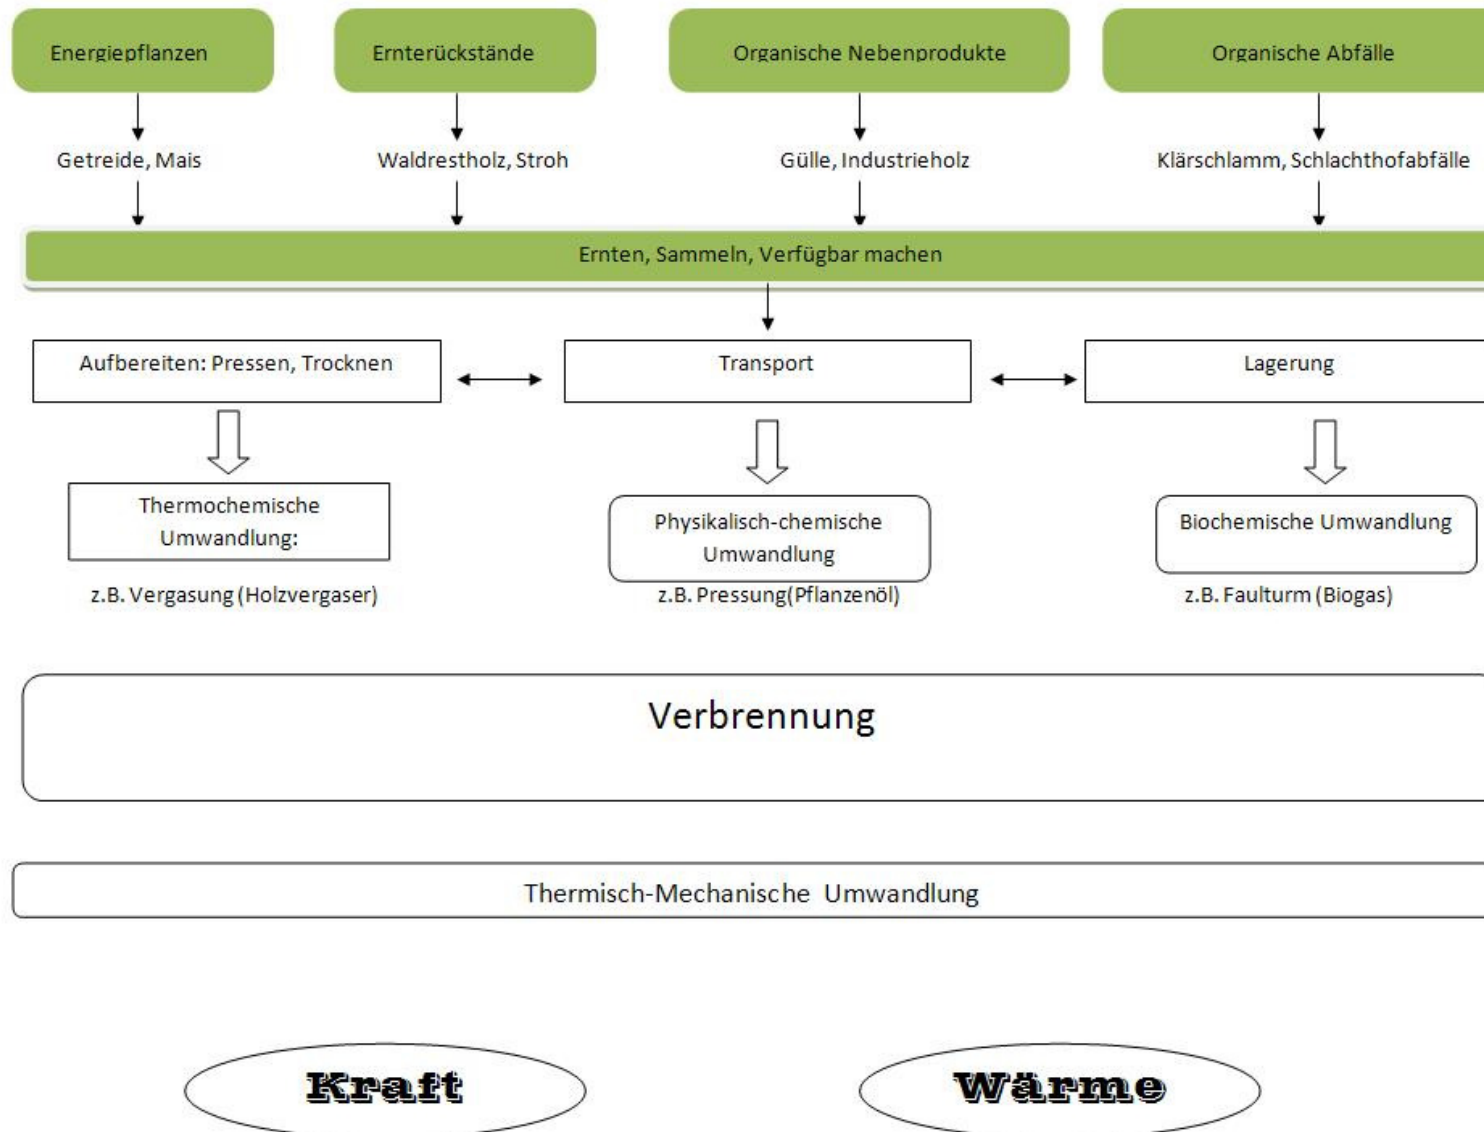 Energiepflanzen
Ernterückstände
Organische Nebenprodukte
Organische Abfälle
Getreide, Mais
Waldrestholz, Stroh
Gülle, Industrieholz
Klärschlamm, Schlachthofabfälle
Ernten, Sammeln, Verfügbar machen
Aufbereiten: Pressen, Trocknen
Transport
Lagerung
Thermochemische
Umwandlung:
z.B. Vergasung (Holzvergaser)
Physikalisch-chemische
Umwandlung
z.B. Pressung(Pflanzenöl)
Biochemische Umwandlung
z.B. Faulturm (Biogas)
Verbrennung
Thermisch-Mechanische Umwandlung
Kraft
Wärme